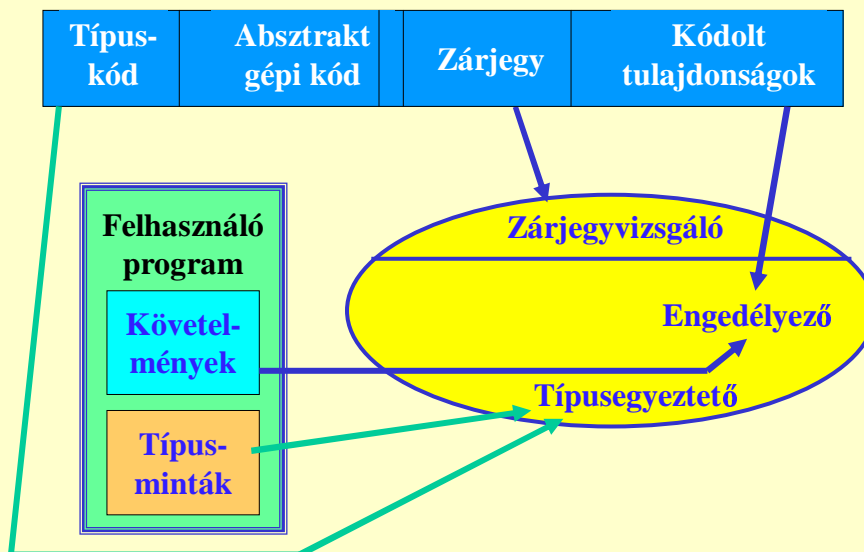 Típus-
kód
Absztrakt
gépi kód
Zárjegy
Kódolt
tulajdonságok
Felhasználó
program
Követel-
mények
Típus-
minták
Zárjegyvizsgáló
Engedélyező
Típusegyeztető